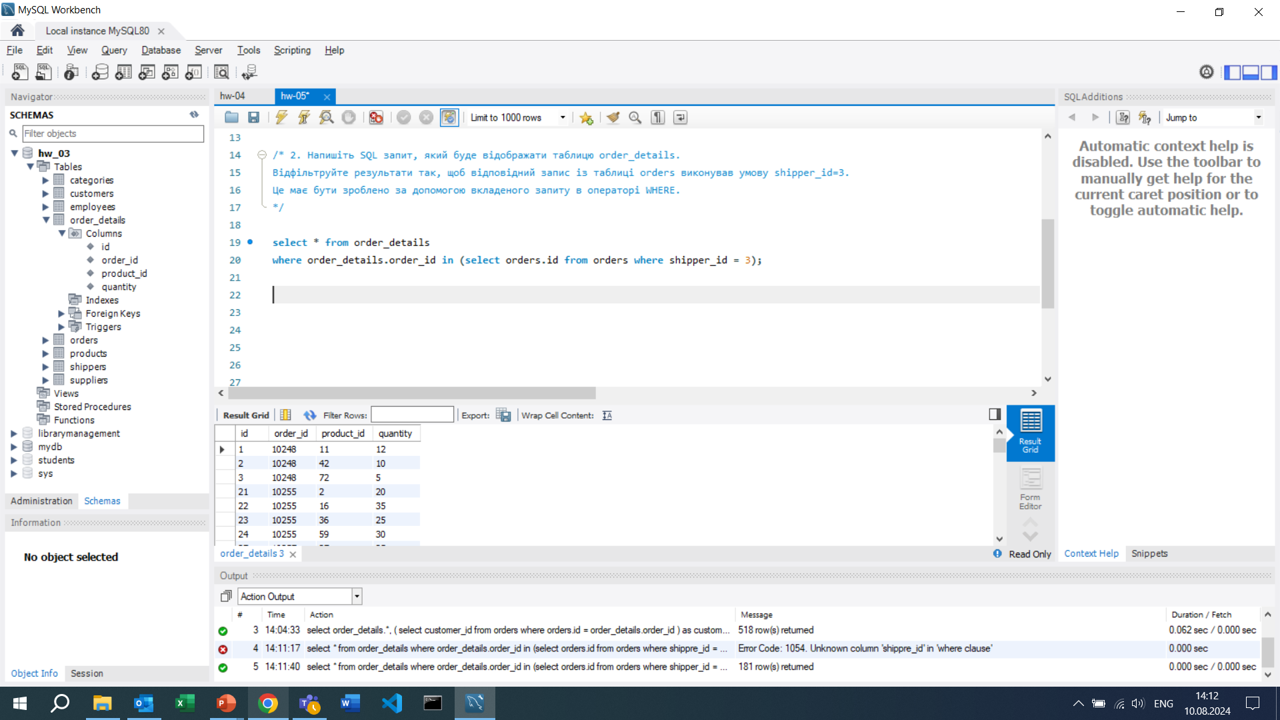 MySQL Workbench
Local instance MySQL80
File Edit View Query Database Server Tools Scripting Help
Navigator
SCHEMAS
Filter objects
hw_03
Tables
categories
customers
employees
order_details
Columns
id
order_id
product_id
quantity
Indexes
Foreign Keys
Triggers
orders
products
shippers
suppliers
Views
Stored Procedures
Functions
librarymanagement
mydb
students
sys
Administration Schemas
Information
No object selected
Object Info Session
hw-04 hw-05*
Limit to 1000 rows
13
14 /* 2. Напишіть SQL запит, який буде відображати таблицю order_details.
15 Відфільтруйте результати так, щоб відповідний запис із таблиці orders виконував умову shipper_id=3.
16 Це має бути зроблено за допомогою вкладеного запиту в операторі WHERE.
17 */
18
19 select * from order_details
20 where order_details.order_id in (select orders.id from orders where shipper_id = 3);
21
22
23
24
25
26
27
Result Grid Filter Rows: Export: Wrap Cell Content:
id order_id product_id quantity
1 10248 11 12
2 10248 42 10
3 10248 72 5
21 10255 2 20
22 10255 16 35
23 10255 36 25
24 10255 59 30
Result Grid
Form Editor
order_details 3
Read Only
Output
Action Output
# Time Action Message Duration / Fetch
3 14:04:33 select order_details.*, ( select customer_id from orders where orders.id = order_details.order_id ) as custom... 518 row(s) returned 0.062 sec / 0.000 sec
4 14:11:17 select * from order_details where order_details.order_id in (select orders.id from orders where shippre_id = ... Error Code: 1054. Unknown column 'shippre_id' in 'where clause' 0.000 sec
5 14:11:40 select * from order_details where order_details.order_id in (select orders.id from orders where shipper_id = ... 181 row(s) returned 0.000 sec / 0.000 sec
SQLAdditions
Jump to
Automatic context help is
disabled. Use the toolbar to
manually get help for the
current caret position or to
toggle automatic help.
Context Help Snippets
ENG
14:12
10.08.2024